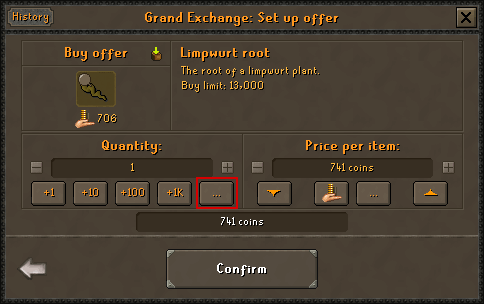 History
Grand Exchange: Set up offer
Buy offer
706
Limpwurt root
The root of a limpwurt plant.
Buy limit: 13,000
Quantity:
1
+1 +10 +100 +1K ...
Price per item:
741 coins
...
741 coins
Confirm